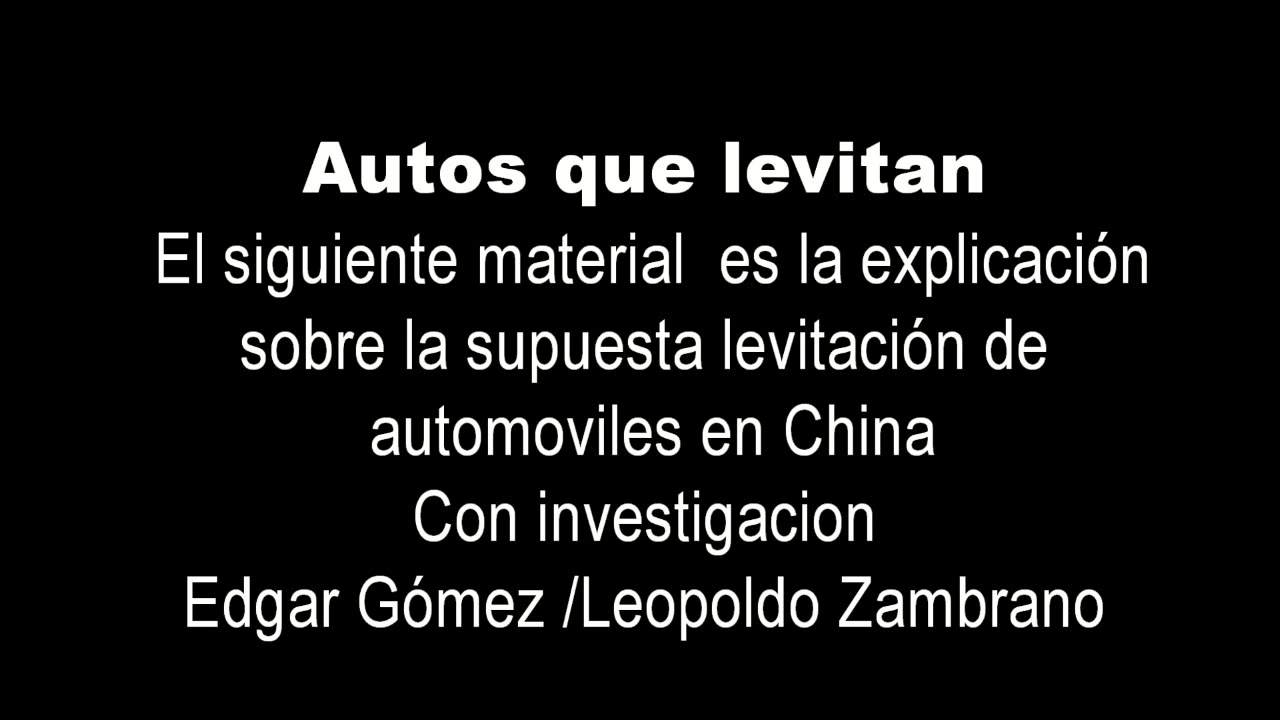 Autos que levitan
El siguiente material  es la explicación
sobre la supuesta levitación de
automoviles en China
Con investigacion
Edgar Gómez /Leopoldo Zambrano